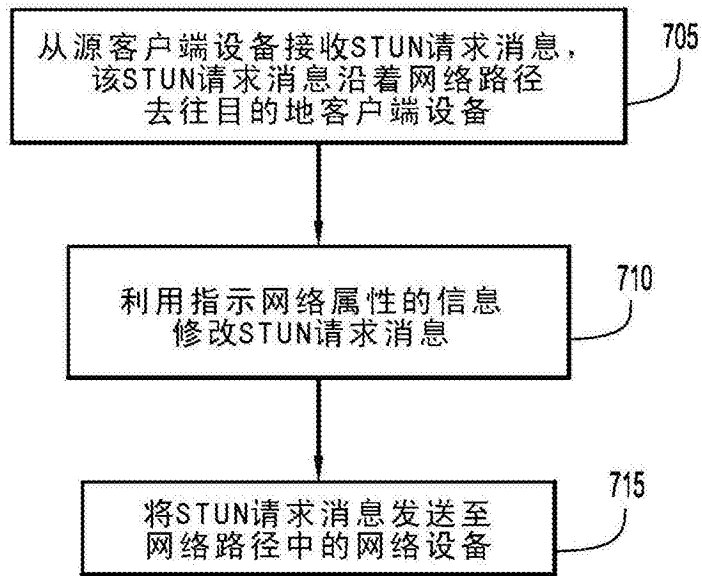 从源客户端设备接收STUN请求消息,
该STUN请求消息沿着网络路径
去往目的地客户端设备
705
利用指示网络属性的信息
修改STUN请求消息
710
将STUN请求消息发送至
网络路径中的网络设备
715